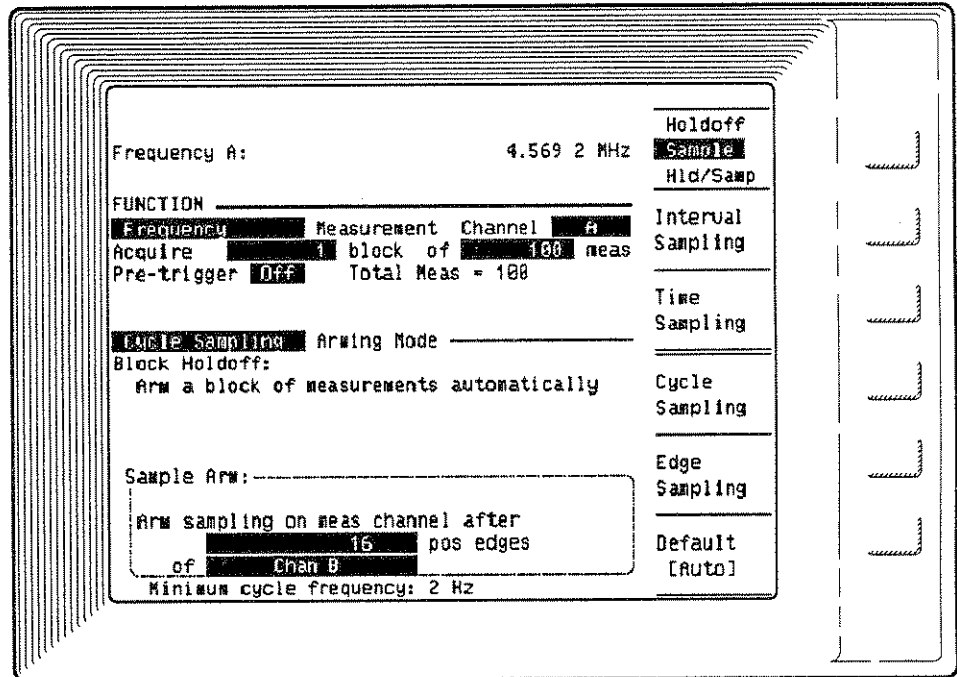 Frequency A: 4.569 2 MHz
FUNCTION
Frequency Measurement Channel A
Acquire 1 block of 100 meas
Pre-trigger Off Total Meas = 100
Cycle Sampling Arming Mode
Block Holdoff:
Arm a block of measurements automatically
Sample Arm:
Arm sampling on meas channel after
16 pos edges
of Chan B
Minimum cycle frequency: 2 Hz
Holdoff
Sample
Hld/Samp
Interval
Sampling
Time
Sampling
Cycle
Sampling
Edge
Sampling
Default
[Auto]